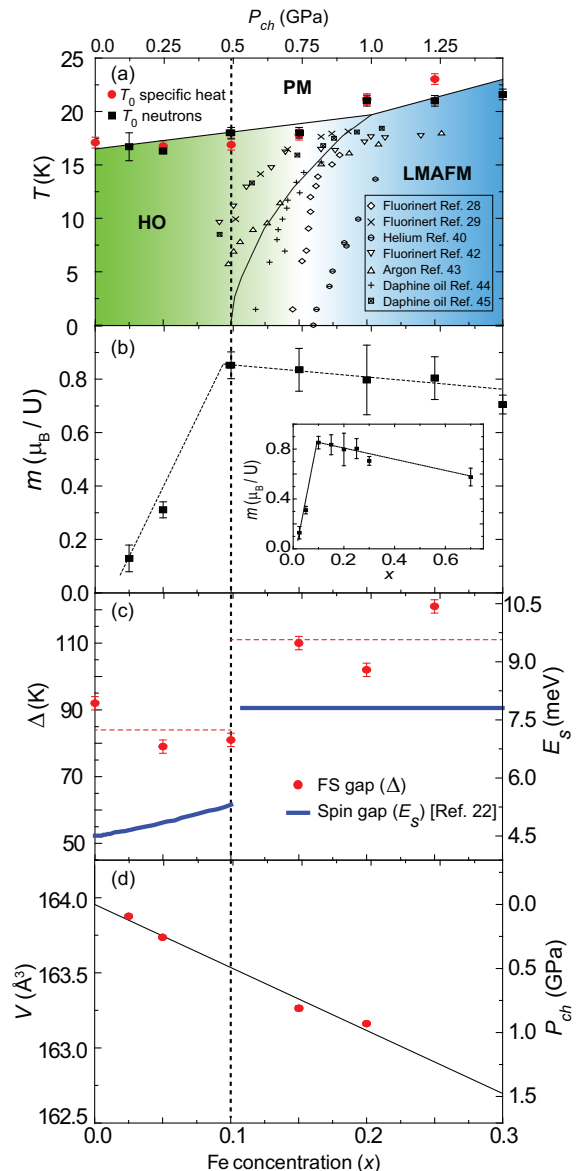 P_ch (GPa)
0.0 0.25 0.5 0.75 1.0 1.25
25
20
15
10
5
0
T(K)
(a)
PM
T_0 specific heat
T_0 neutrons
HO
LMAFM
Fluorinert Ref. 28
Fluorinert Ref. 29
Helium Ref. 40
Fluorinert Ref. 42
Argon Ref. 43
Daphine oil Ref. 44
Daphine oil Ref. 45
(b)
0.8
0.6
0.4
0.2
0.0
m (μ_B / U)
0.8
0.4
0.0
m (μ_B / U)
0.0 0.2 0.4 0.6
x
(c)
110
90
70
50
Δ(K)
10.5
9.0
7.5
6.0
4.5
E_s (meV)
FS gap (Δ)
Spin gap (E_s) [Ref. 22]
(d)
164.0
163.5
163.0
162.5
V (Å³)
0.0
0.5
1.0
1.5
P_ch (GPa)
0.0 0.1 0.2 0.3
Fe concentration (x)